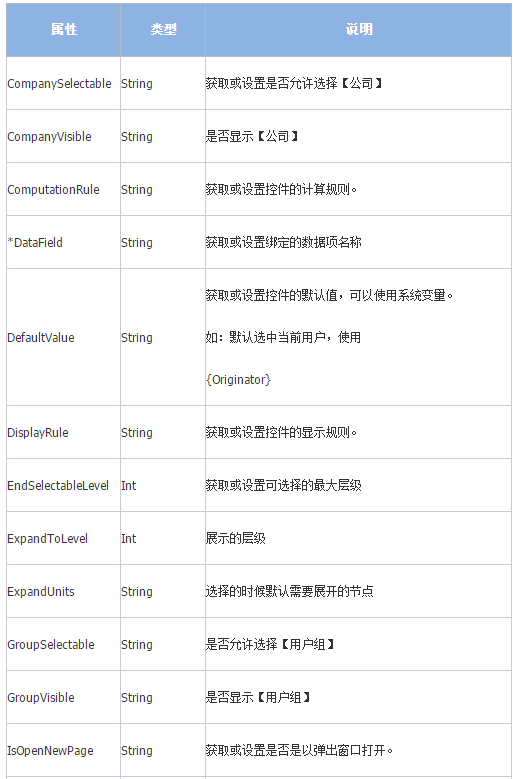 属性 类型 说明
CompanySelectable String 获取或设置是否允许选择【公司】
CompanyVisible String 是否显示【公司】
ComputationRule String 获取或设置控件的计算规则。
*DataField String 获取或设置绑定的数据项名称
DefaultValue String 获取或设置控件的默认值，可以使用系统变量。
如：默认选中当前用户，使用
{Originator}
DisplayRule String 获取或设置控件的显示规则。
EndSelectableLevel Int 获取或设置可选择的最大层级
ExpandToLevel Int 展示的层级
ExpandUnits String 选择的时候默认需要展开的节点
GroupSelectable String 是否允许选择【用户组】
GroupVisible String 是否显示【用户组】
IsOpenNewPage String 获取或设置是否是以弹出窗口打开。